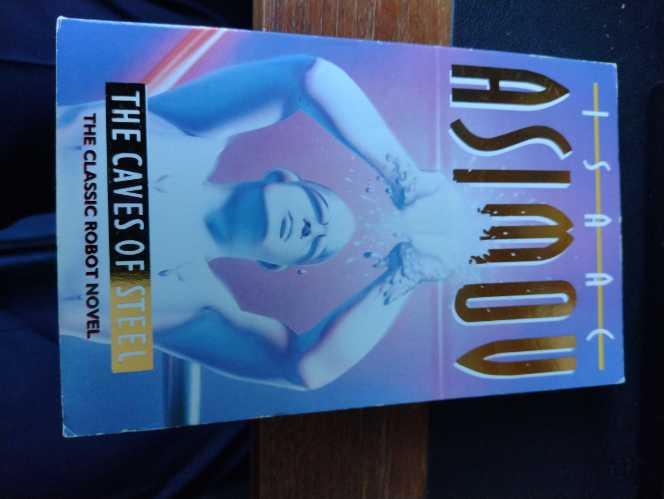 ISAAC
ASIMOV
THE CAVES OF STEEL
THE CLASSIC ROBOT NOVEL